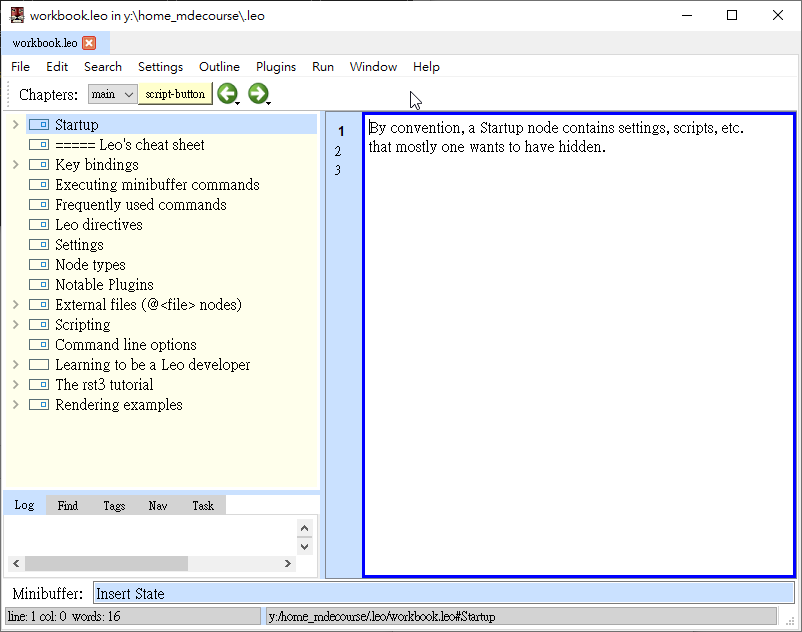 workbook.leo in y:\home_mdecourse\.leo
workbook.leo
File Edit Search Settings Outline Plugins Run Window Help
Chapters: main script-button
Startup
===== Leo's cheat sheet
Key bindings
Executing minibuffer commands
Frequently used commands
Leo directives
Settings
Node types
Notable Plugins
External files (@<file> nodes)
Scripting
Command line options
Learning to be a Leo developer
The rst3 tutorial
Rendering examples
1 By convention, a Startup node contains settings, scripts, etc.
2 that mostly one wants to have hidden.
3
Log Find Tags Nav Task
Minibuffer: Insert State
line: 1 col: 0 words: 16 y:/home_mdecourse/.leo/workbook.leo#Startup